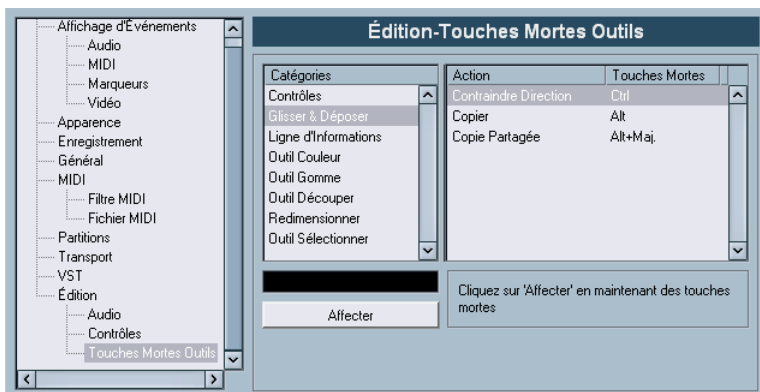 Affichage d'Événements
Audio
MIDI
Marqueurs
Vidéo
Apparence
Enregistrement
Général
MIDI
Filtre MIDI
Fichier MIDI
Partitions
Transport
VST
Édition
Audio
Contrôles
Touches Mortes Outils
Édition-Touches Mortes Outils
Catégories
Contrôles
Glisser & Déposer
Ligne d'Informations
Outil Couleur
Outil Gomme
Outil Découper
Redimensionner
Outil Sélectionner
Action Touches Mortes
Contraindre Direction Ctrl
Copier Alt
Copie Partagée Alt+Maj.
Affecter
Cliquez sur 'Affecter' en maintenant des touches
mortes